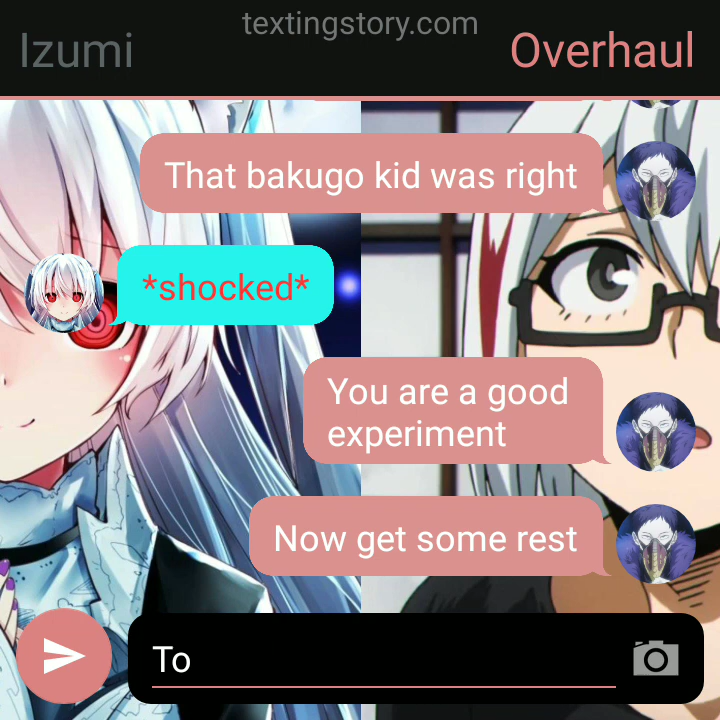 textingstory.com
Izumi
Overhaul
That bakugo kid was right
*shocked*
You are a good
experiment
Now get some rest
To